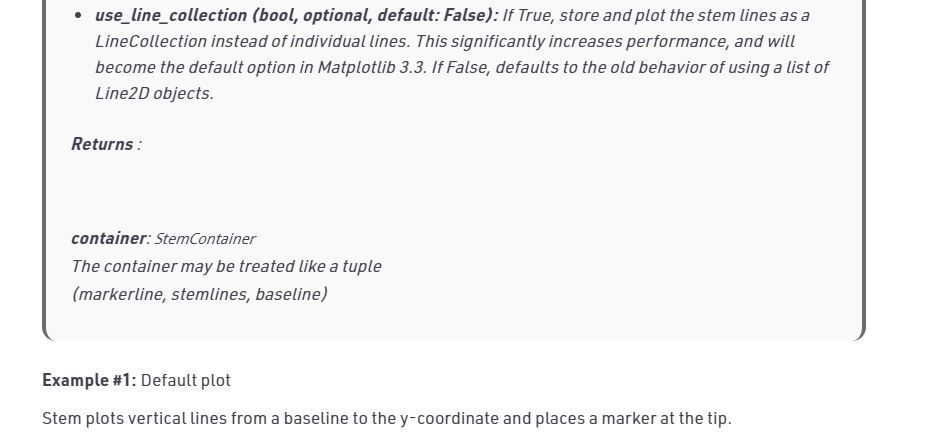 • use_line_collection (bool, optional, default: False): If True, store and plot the stem lines as a
LineCollection instead of individual lines. This significantly increases performance, and will
become the default option in Matplotlib 3.3. If False, defaults to the old behavior of using a list of
Line2D objects.
Returns :
container: StemContainer
The container may be treated like a tuple
(markerline, stemlines, baseline)
Example #1: Default plot
Stem plots vertical lines from a baseline to the y-coordinate and places a marker at the tip.